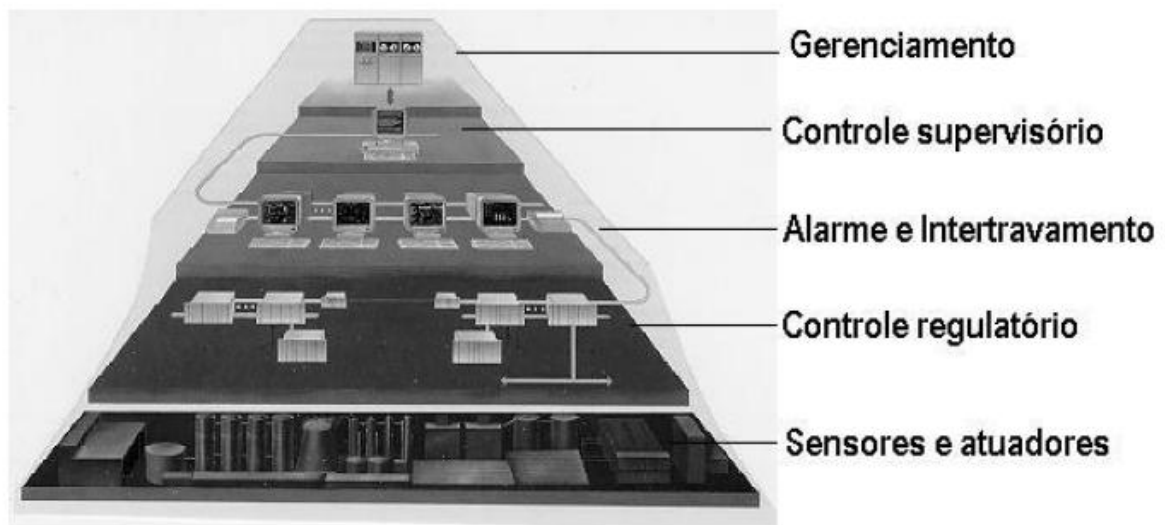 Gerenciamento
Controle supervisório
Alarme e Intertravamento
Controle regulatório
Sensores e atuadores